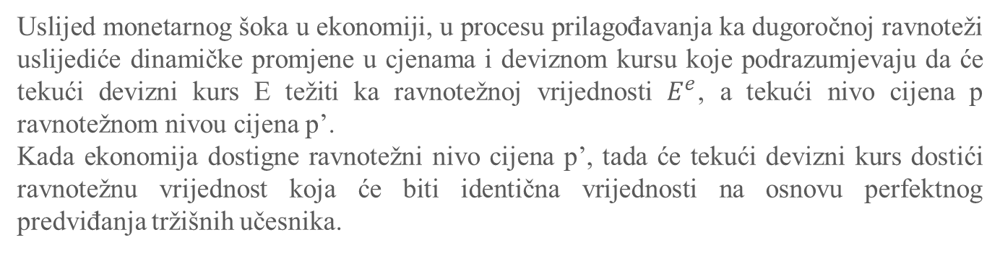 Uslijed monetarnog šoka u ekonomiji, u procesu prilagođavanja ka dugoročnoj ravnoteži
uslijediće dinamičke promjene u cjenama i deviznom kursu koje podrazumjevaju da će
tekući devizni kurs E težiti ka ravnotežnoj vrijednosti Eᵉ, a tekući nivo cijena p
ravnotežnom nivou cijena p’.
Kada ekonomija dostigne ravnotežni nivo cijena p’, tada će tekući devizni kurs dostići
ravnotežnu vrijednost koja će biti identična vrijednosti na osnovu perfektnog
predviđanja tržišnih učesnika.